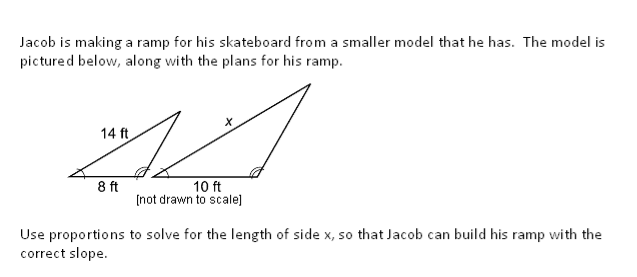 Jacob is making a ramp for his skateboard from a smaller model that he has. The model is
pictured below, along with the plans for his ramp.
14 ft
x
8 ft
10 ft
[not drawn to scale]
Use proportions to solve for the length of side x, so that Jacob can build his ramp with the
correct slope.